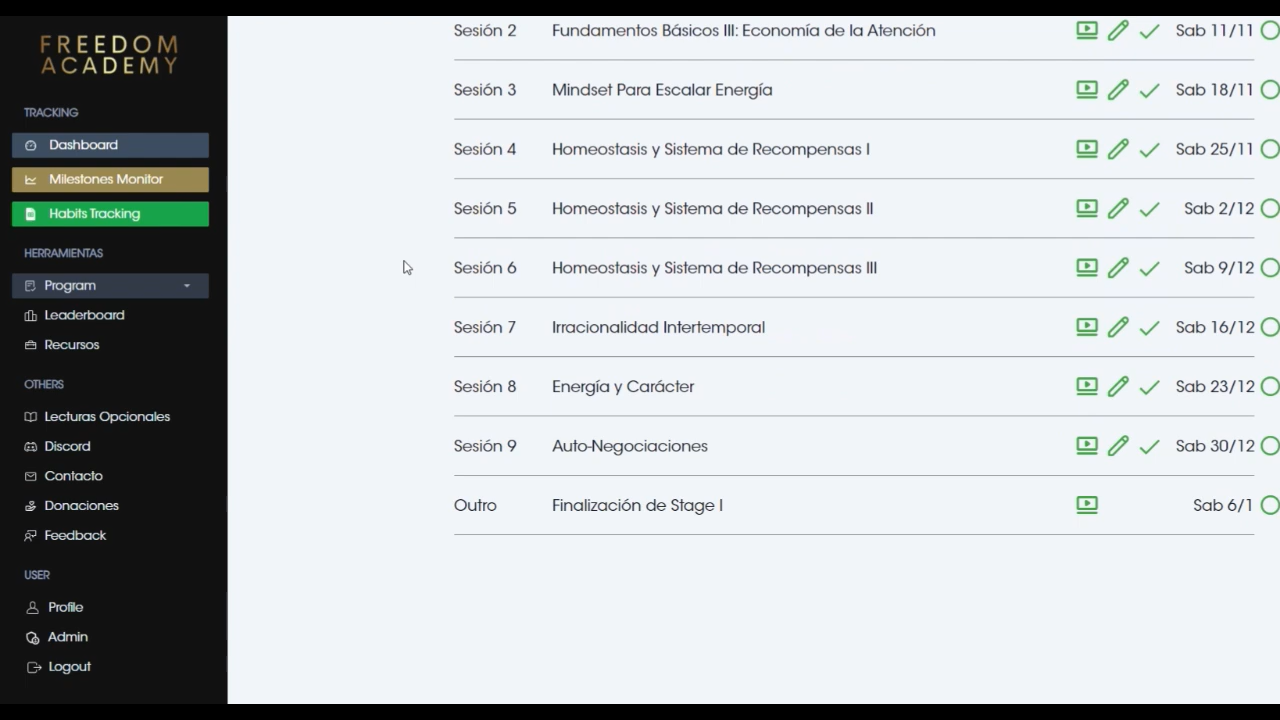 FREEDOM
ACADEMY
TRACKING
Dashboard
Milestones Monitor
Habits Tracking
HERRAMIENTAS
Program
Leaderboard
Recursos
OTHERS
Lecturas Opcionales
Discord
Contacto
Donaciones
Feedback
USER
Profile
Admin
Logout
Sesión 2 Fundamentos Básicos III: Economía de la Atención Sab 11/11
Sesión 3 Mindset Para Escalar Energía Sab 18/11
Sesión 4 Homeostasis y Sistema de Recompensas I Sab 25/11
Sesión 5 Homeostasis y Sistema de Recompensas II Sab 2/12
Sesión 6 Homeostasis y Sistema de Recompensas III Sab 9/12
Sesión 7 Irracionalidad Intertemporal Sab 16/12
Sesión 8 Energía y Carácter Sab 23/12
Sesión 9 Auto-Negociaciones Sab 30/12
Outro Finalización de Stage I Sab 6/1